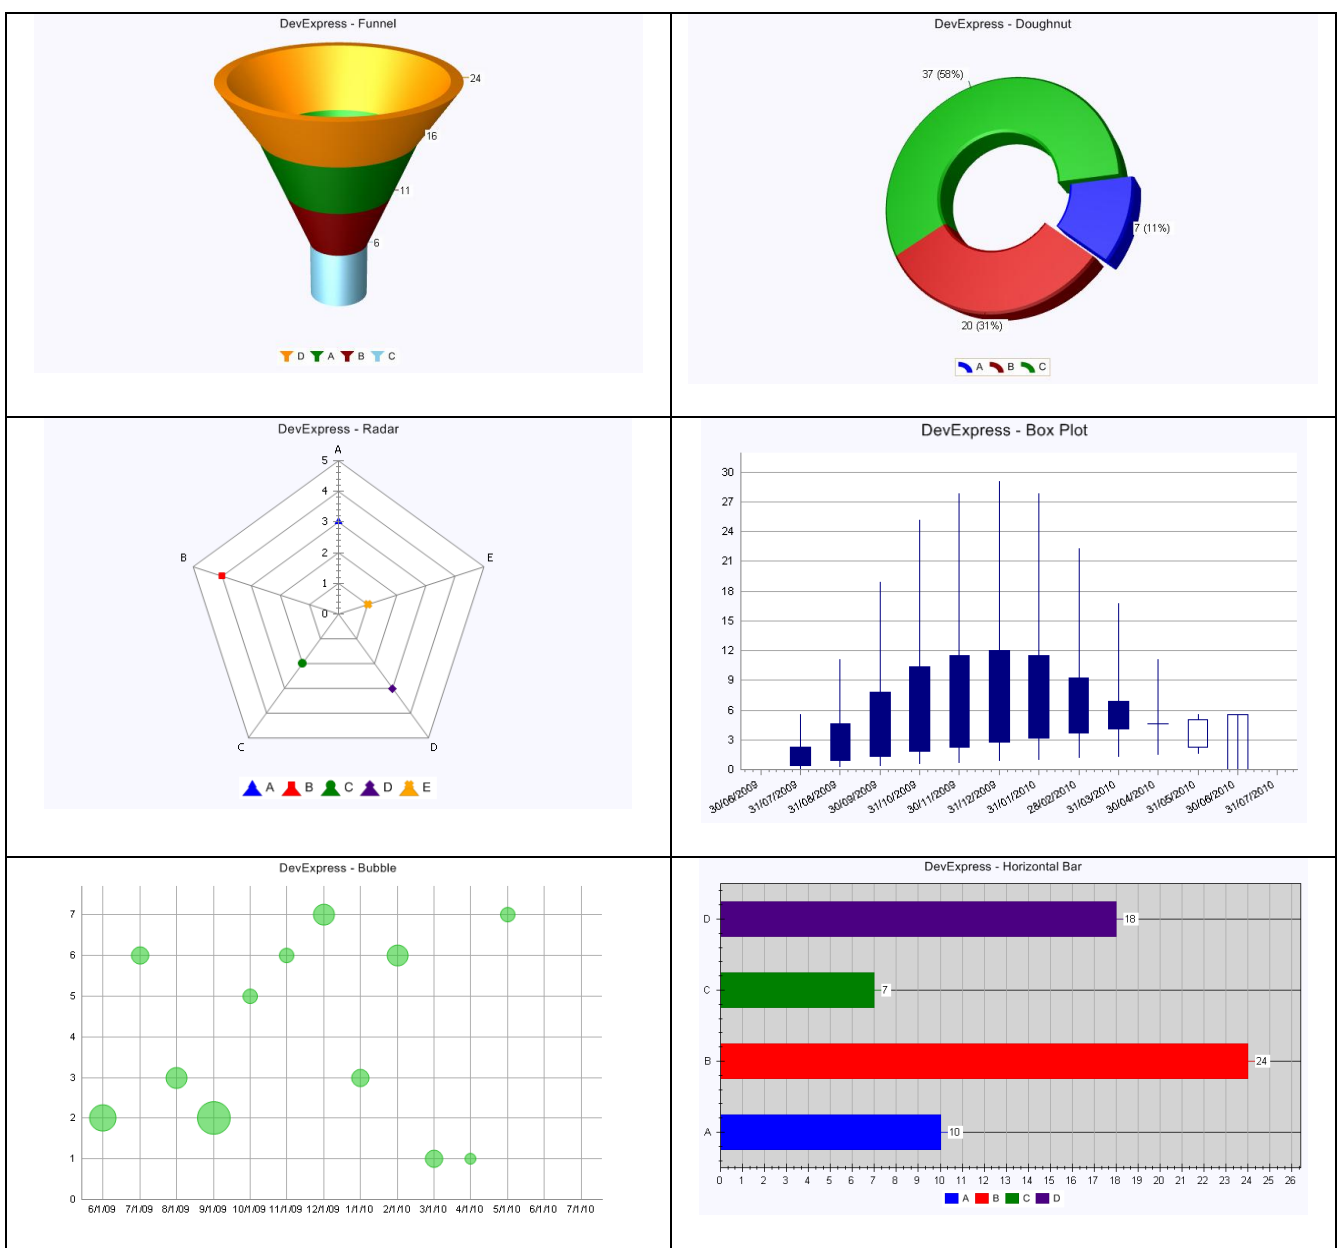 DevExpress - Funnel
24
16
11
6
D A B C
DevExpress - Doughnut
37 (58%)
7 (11%)
20 (31%)
A B C
DevExpress - Radar
A
5
4
B E
3
2
1
0
C D
A B C D E
DevExpress - Box Plot
30
27
24
21
18
15
12
9
6
3
0
30/06/2009 31/07/2009 31/08/2009 30/09/2009 31/10/2009 30/11/2009 31/12/2009 31/01/2010 28/02/2010 31/03/2010 30/04/2010 31/05/2010 30/06/2010 31/07/2010
DevExpress - Bubble
7
6
5
4
3
2
1
0
6/1/09 7/1/09 8/1/09 9/1/09 10/1/09 11/1/09 12/1/09 1/1/10 2/1/10 3/1/10 4/1/10 5/1/10 6/1/10 7/1/10
DevExpress - Horizontal Bar
D 18
C 7
B 24
A 10
0 1 2 3 4 5 6 7 8 9 10 11 12 13 14 15 16 17 18 19 20 21 22 23 24 25 26
A B C D